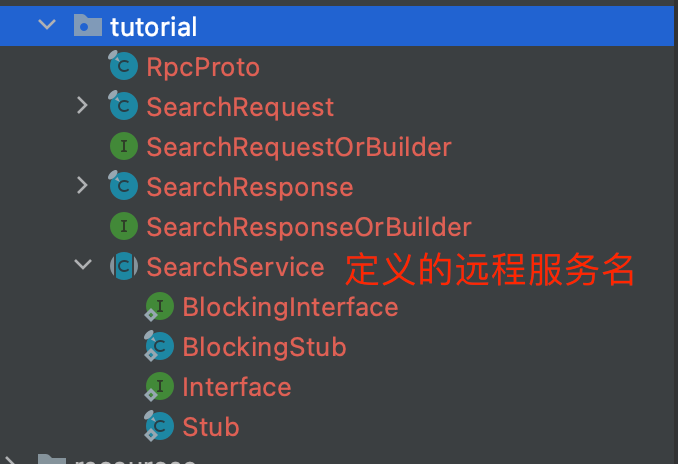 tutorial
RpcProto
SearchRequest
SearchRequestOrBuilder
SearchResponse
SearchResponseOrBuilder
SearchService 定义的远程服务名
BlockingInterface
BlockingStub
Interface
Stub